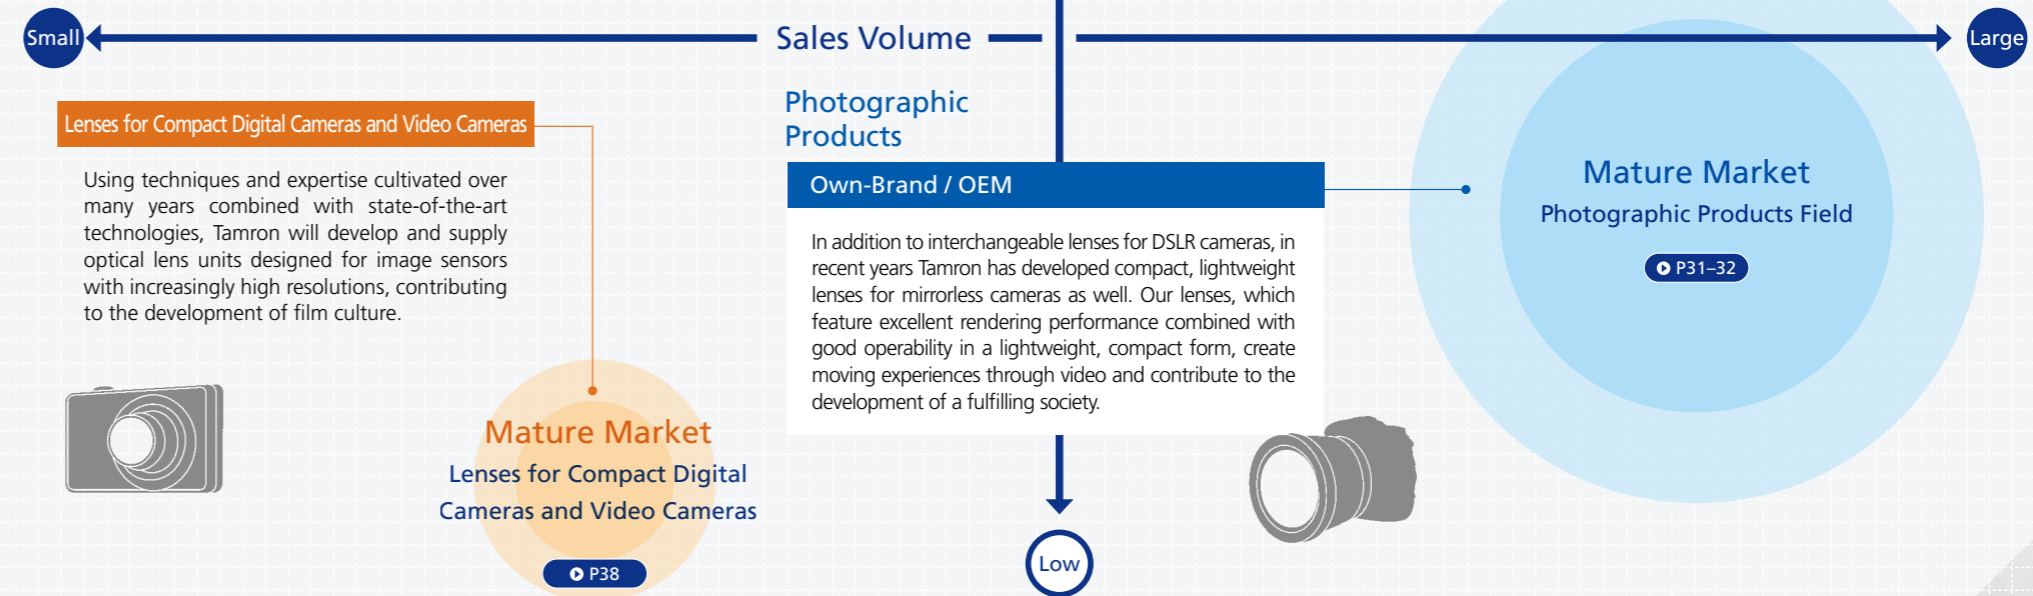 Small
Sales Volume
Large
Lenses for Compact Digital Cameras and Video Cameras
Using techniques and expertise cultivated over
many years combined with state-of-the-art
technologies, Tamron will develop and supply
optical lens units designed for image sensors
with increasingly high resolutions, contributing
to the development of film culture.
Mature Market
Lenses for Compact Digital
Cameras and Video Cameras
P38
Photographic
Products
Own-Brand / OEM
In addition to interchangeable lenses for DSLR cameras, in
recent years Tamron has developed compact, lightweight
lenses for mirrorless cameras as well. Our lenses, which
feature excellent rendering performance combined with
good operability in a lightweight, compact form, create
moving experiences through video and contribute to the
development of a fulfilling society.
Low
Mature Market
Photographic Products Field
P31–32